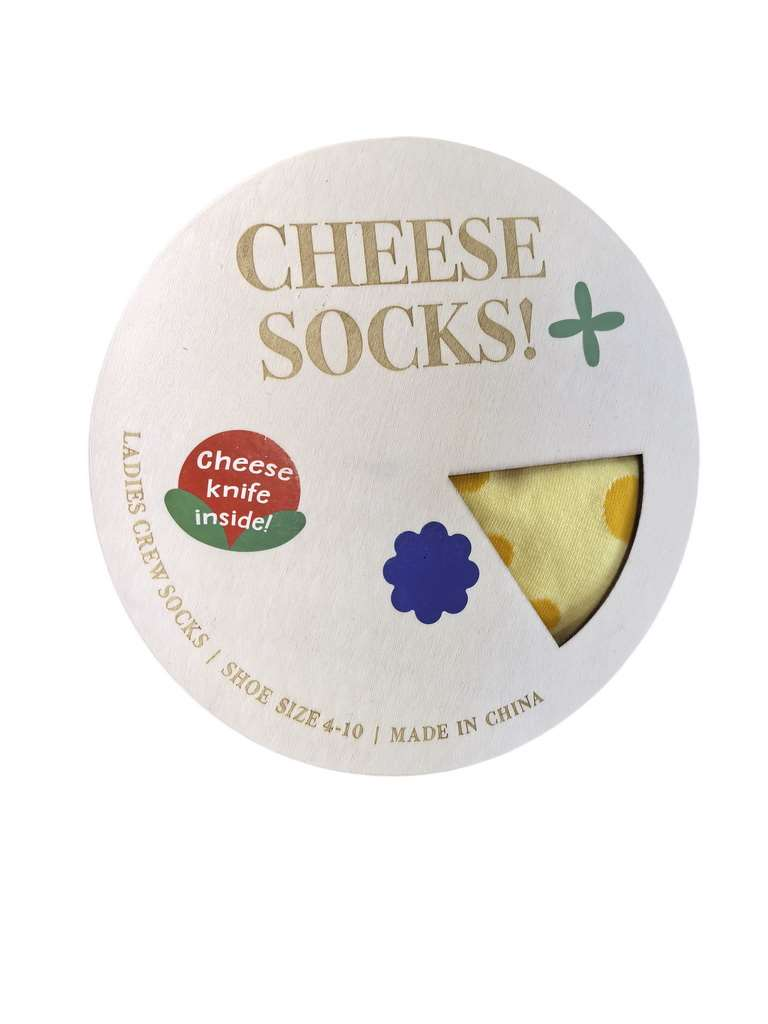 CHEESE
SOCKS!
Cheese
knife
inside!
LADIES CREW SOCKS | SHOE SIZE 4-10 | MADE IN CHINA